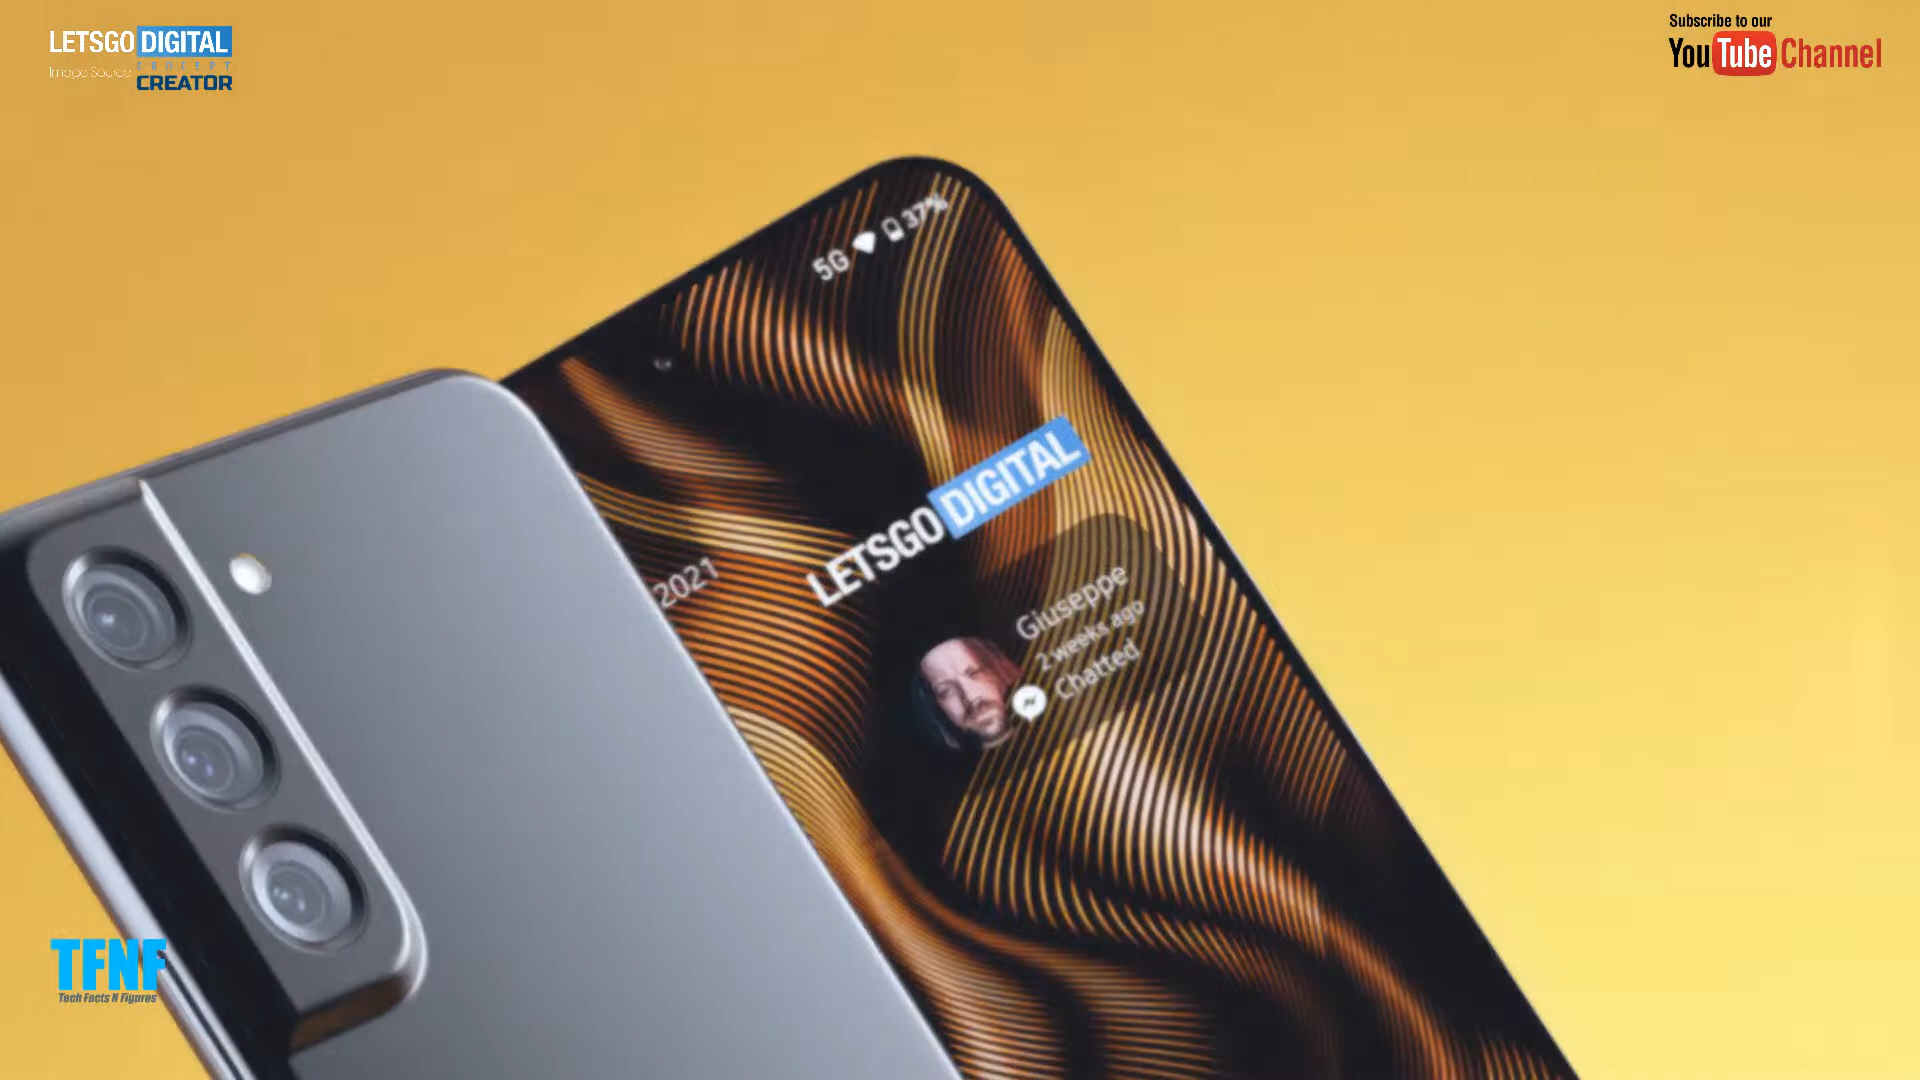 LETSGO DIGITAL
Image Source CONCEPT
CREATOR
Subscribe to our
YouTube Channel
5G 37%
LETSGO DIGITAL
2021
Giuseppe
2 weeks ago
Chatted
TFNF
Tech Facts N Figures